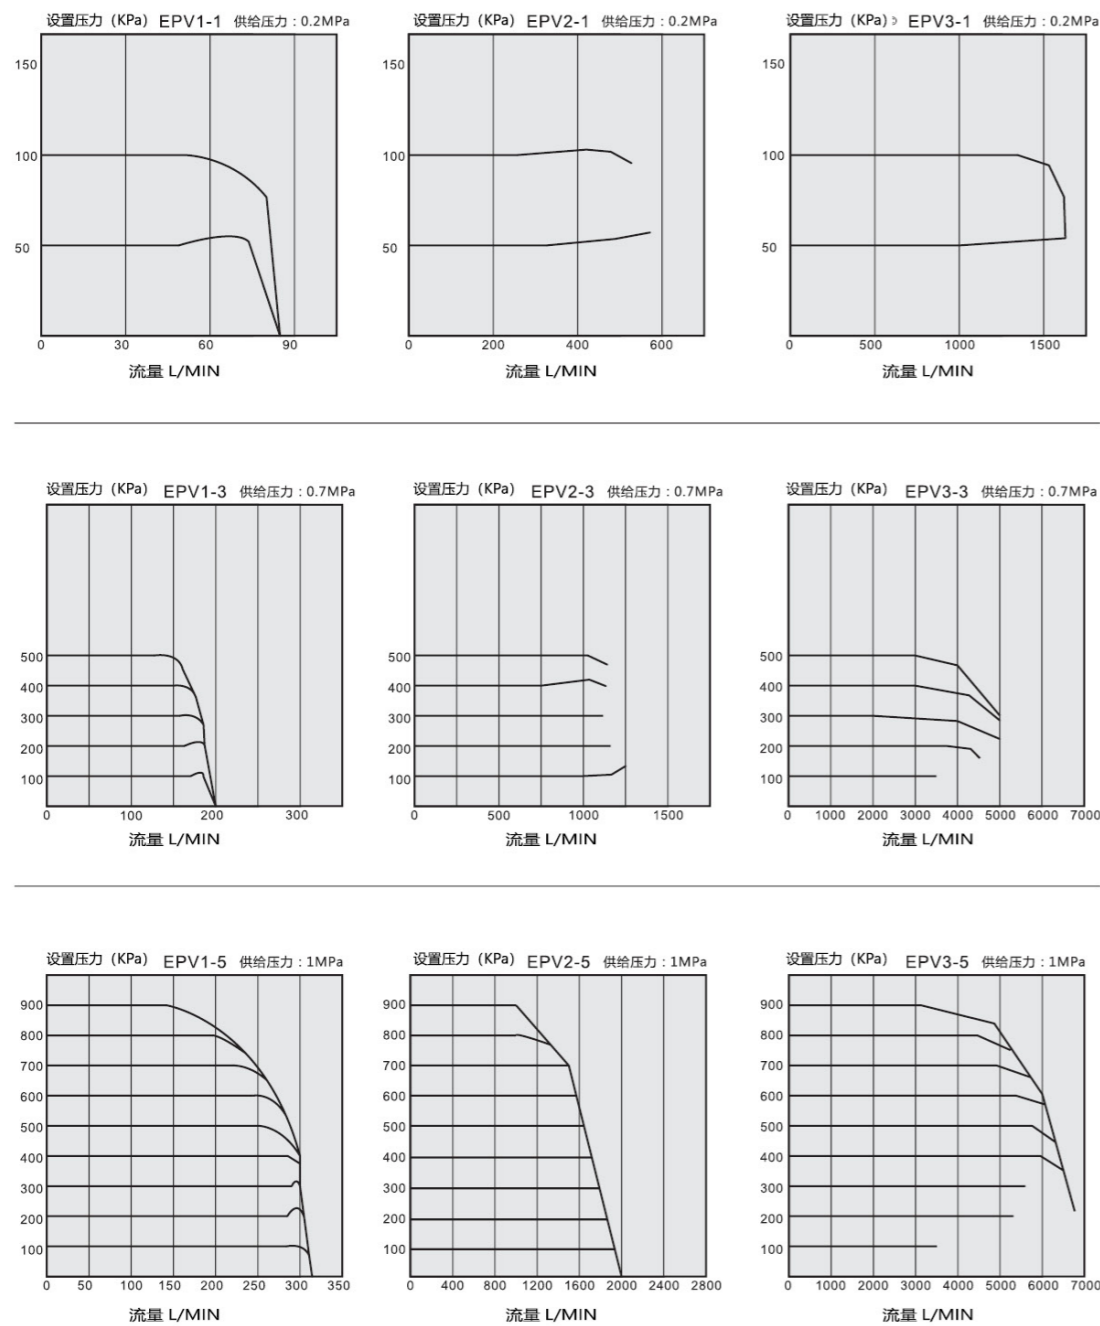 设置压力（KPa） EPV1-1 供给压力：0.2MPa
150
100
50
0 30 60 90
流量 L/MIN
设置压力（KPa） EPV2-1 供给压力：0.2MPa
150
100
50
0 200 400 600
流量 L/MIN
设置压力（KPa）） EPV3-1 供给压力：0.2MPa
150
100
50
0 500 1000 1500
流量 L/MIN
设置压力（KPa） EPV1-3 供给压力：0.7MPa
500
400
300
200
100
0 100 200 300
流量 L/MIN
设置压力（KPa） EPV2-3 供给压力：0.7MPa
500
400
300
200
100
0 500 1000 1500
流量 L/MIN
设置压力（KPa） EPV3-3 供给压力：0.7MPa
500
400
300
200
100
0 1000 2000 3000 4000 5000 6000 7000
流量 L/MIN
设置压力（KPa） EPV1-5 供给压力：1MPa
900
800
700
600
500
400
300
200
100
0 50 100 150 200 250 300 350
流量 L/MIN
设置压力（KPa） EPV2-5 供给压力：1MPa
900
800
700
600
500
400
300
200
100
0 400 800 1200 1600 2000 2400 2800
流量 L/MIN
设置压力（KPa） EPV3-5 供给压力：1MPa
900
800
700
600
500
400
300
200
100
0 1000 2000 3000 4000 5000 6000 7000
流量 L/MIN